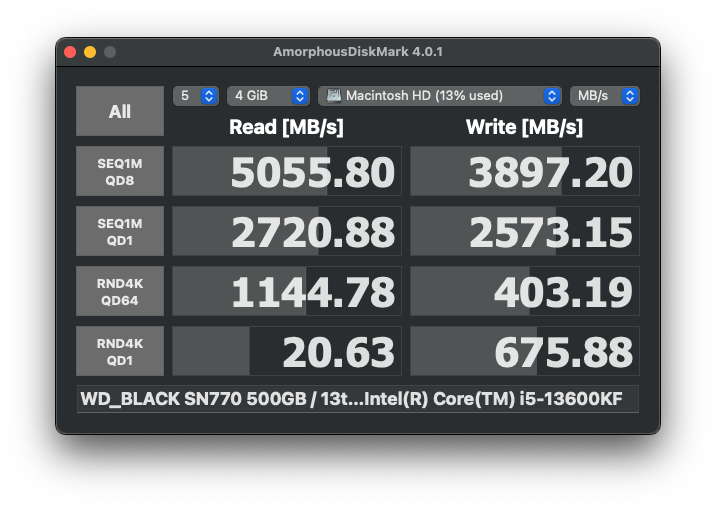 AmorphousDiskMark 4.0.1
All
5
4 GiB
Macintosh HD (13% used)
MB/s
Read [MB/s]
Write [MB/s]
SEQ1M
QD8
5055.80
3897.20
SEQ1M
QD1
2720.88
2573.15
RND4K
QD64
1144.78
403.19
RND4K
QD1
20.63
675.88
WD_BLACK SN770 500GB / 13t...Intel(R) Core(TM) i5-13600KF